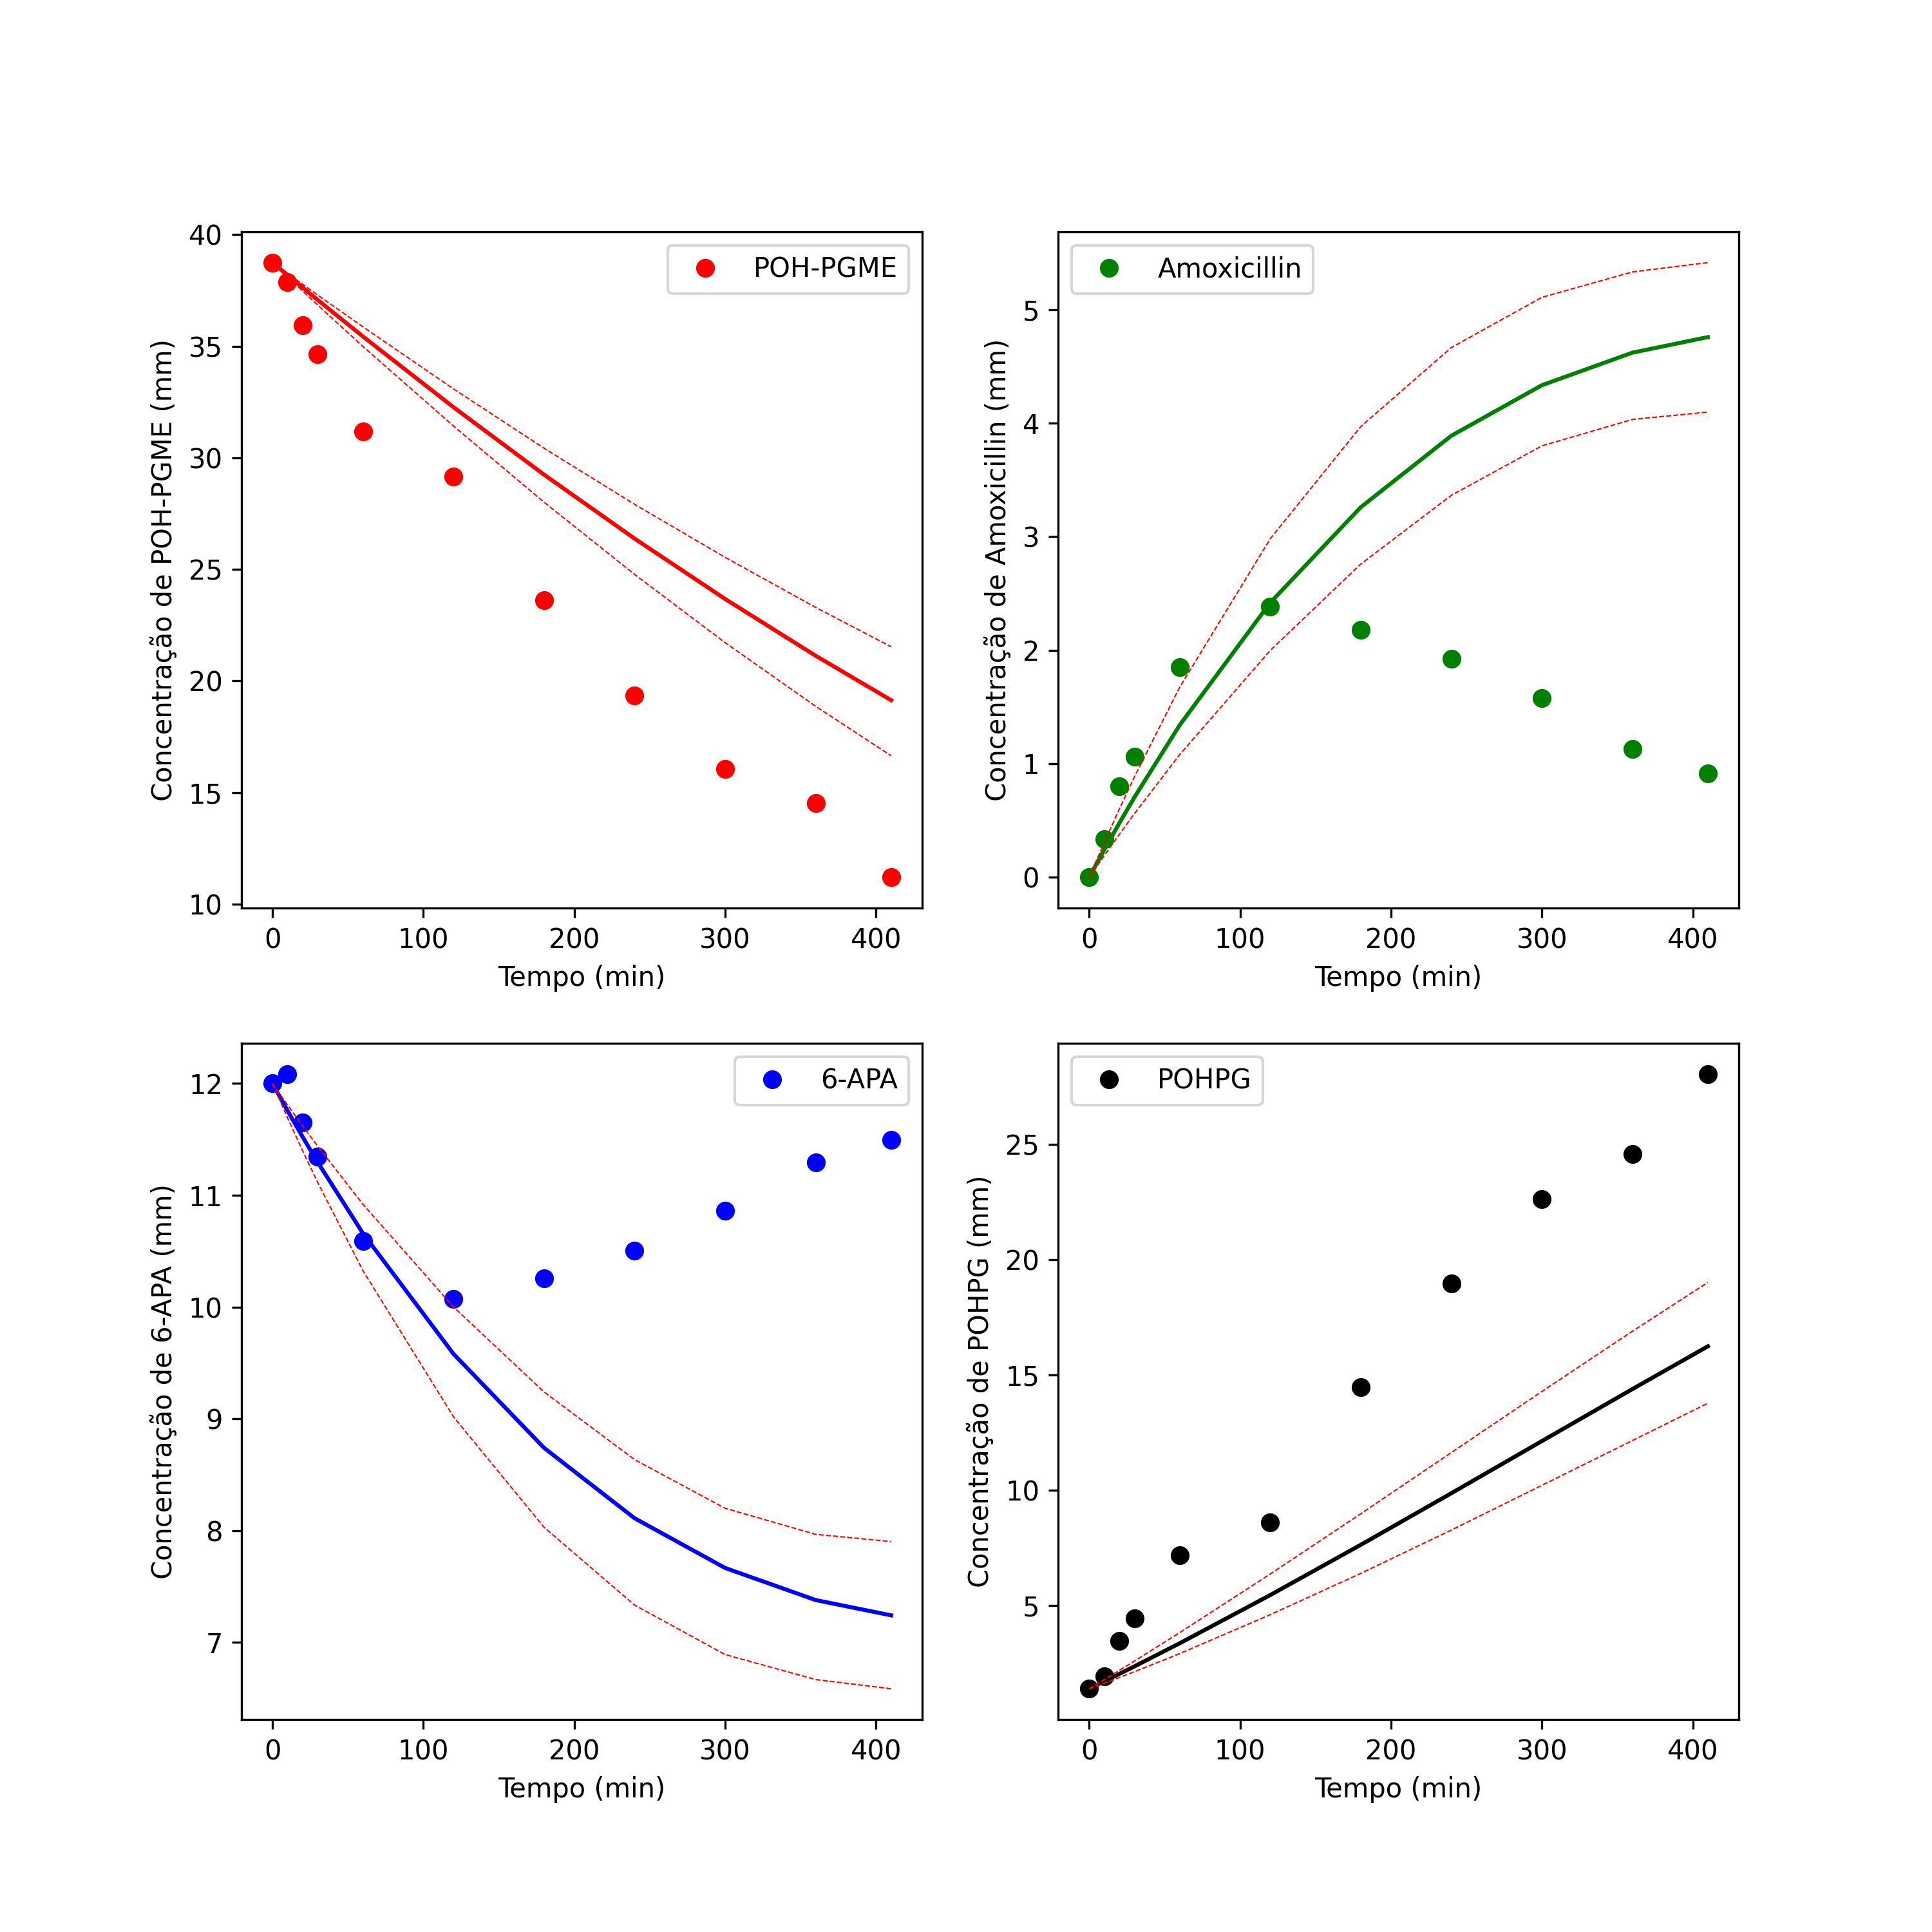 POH-PGME
Concentração de POH-PGME (mm)
40
35
30
25
20
15
10
0 100 200 300 400
Tempo (min)
Amoxicillin
Concentração de Amoxicillin (mm)
5
4
3
2
1
0
0 100 200 300 400
Tempo (min)
6-APA
Concentração de 6-APA (mm)
12
11
10
9
8
7
0 100 200 300 400
Tempo (min)
POHPG
Concentração de POHPG (mm)
25
20
15
10
5
0 100 200 300 400
Tempo (min)